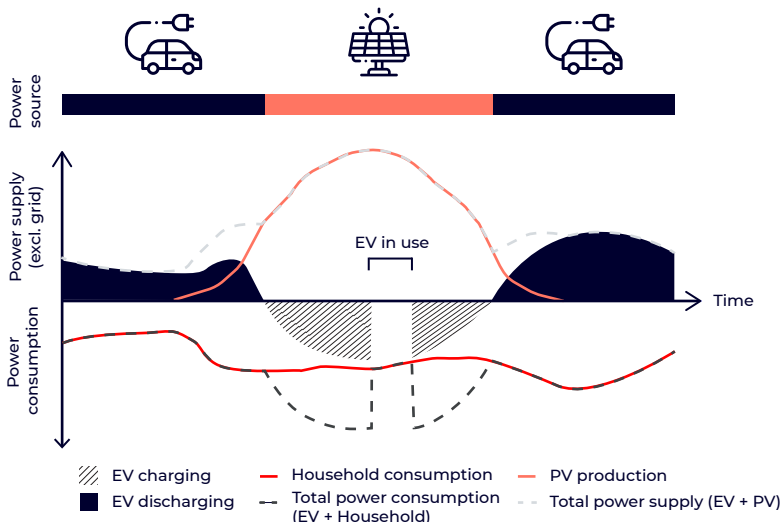 Power
source
Power supply
(excl. grid)
EV in use
Time
Power
consumption
EV charging
Household consumption
PV production
EV discharging
Total power consumption
(EV + Household)
Total power supply (EV + PV)